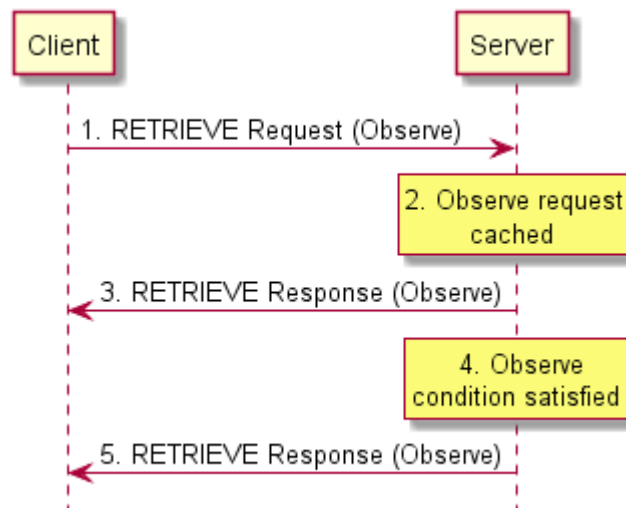 Client
Server
1. RETRIEVE Request (Observe)
2. Observe request
cached
3. RETRIEVE Response (Observe)
4. Observe
condition satisfied
5. RETRIEVE Response (Observe)